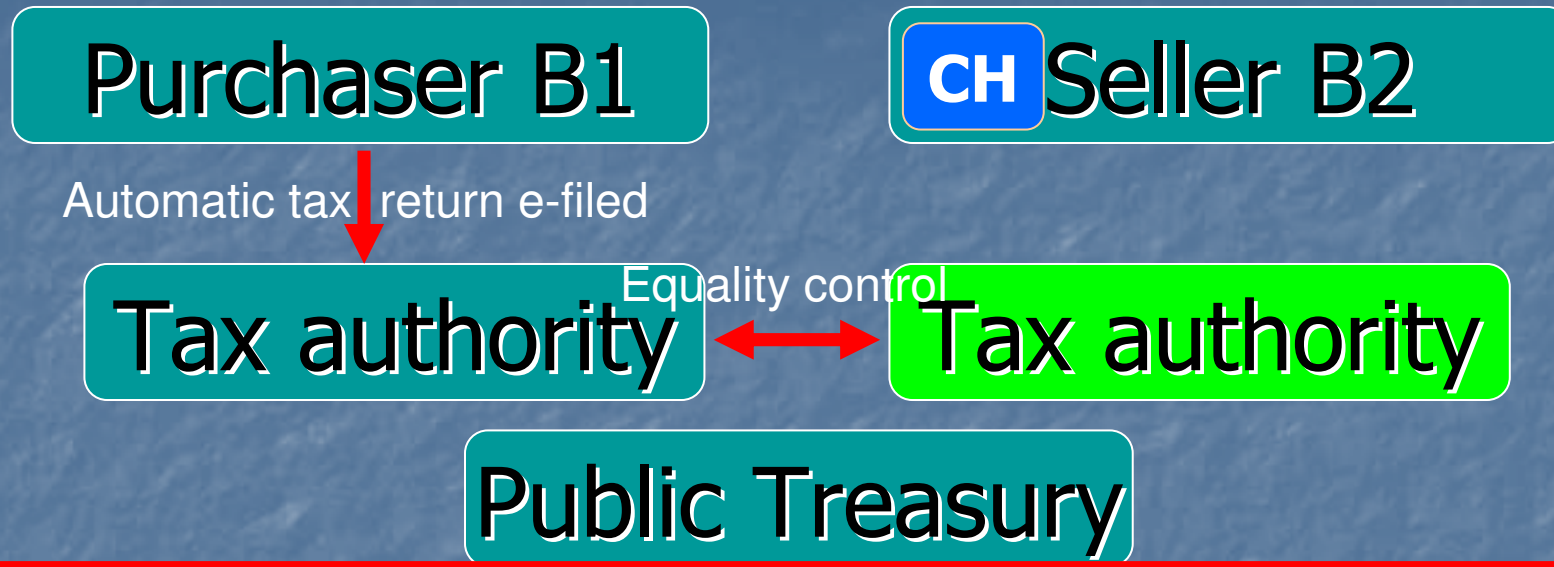 Purchaser B1
CH Seller B2
Automatic tax return e-filed
Equality control
Tax authority
Tax authority
Public Treasury